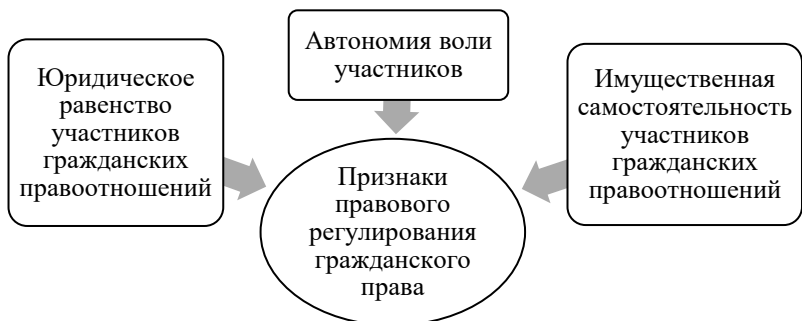 Юридическое
равенство
участников
гражданских
правоотношений
Автономия воли
участников
Имущественная
самостоятельность
участников
гражданских
правоотношений
Признаки
правового
регулирования
гражданского
права